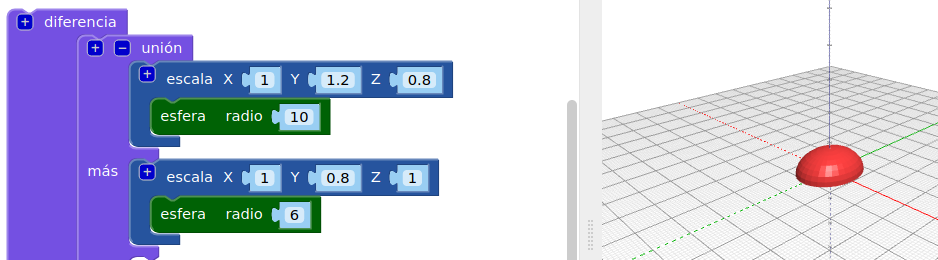 + diferencia
+ − unión
+ escala X 1 Y 1.2 Z 0.8
esfera radio 10
más + escala X 1 Y 0.8 Z 1
esfera radio 6